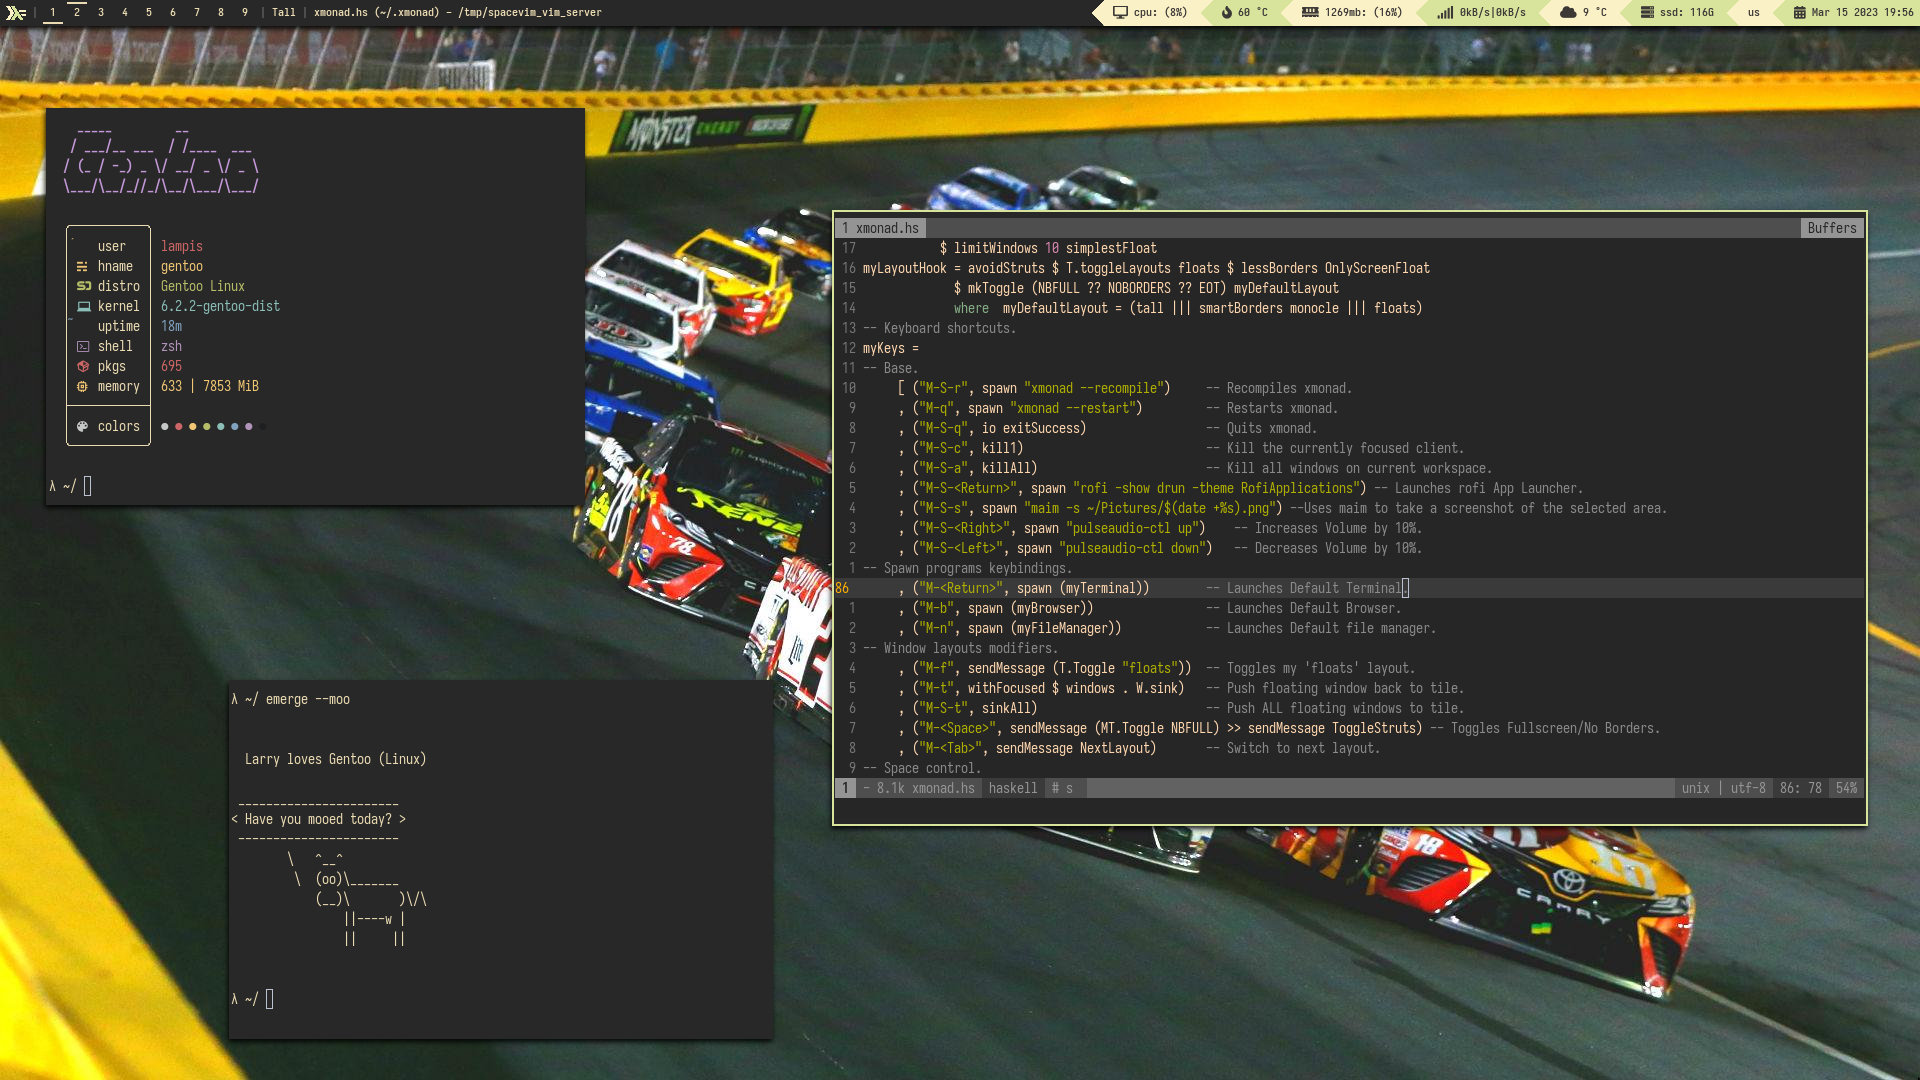 1 2 3 4 5 6 7 8 9 | Tall | xmonad.hs (~/.xmonad) - /tmp/spacevim_vim_server
cpu: (8%) 60 °C 1269mb: (16%) 0kB/s|0kB/s 9 °C ssd: 116G us Mar 15 2023 19:56
MONSTER ENERGY
Gentoo
user lampis
hname gentoo
distro Gentoo Linux
kernel 6.2.2-gentoo-dist
uptime 18m
shell zsh
pkgs 695
memory 633 | 7853 MiB
colors
λ ~/
1 xmonad.hs Buffers
17 $ limitWindows 10 simplestFloat
16 myLayoutHook = avoidStruts $ T.toggleLayouts floats $ lessBorders OnlyScreenFloat
15 $ mkToggle (NBFULL ?? NOBORDERS ?? EOT) myDefaultLayout
14 where myDefaultLayout = (tall ||| smartBorders monocle ||| floats)
13 -- Keyboard shortcuts.
12 myKeys =
11 -- Base.
10 [ ("M-S-r", spawn "xmonad --recompile") -- Recompiles xmonad.
9 , ("M-q", spawn "xmonad --restart") -- Restarts xmonad.
8 , ("M-S-q", io exitSuccess) -- Quits xmonad.
7 , ("M-S-c", kill1) -- Kill the currently focused client.
6 , ("M-S-a", killAll) -- Kill all windows on current workspace.
5 , ("M-S-<Return>", spawn "rofi -show drun -theme RofiApplications") -- Launches rofi App Launcher.
4 , ("M-S-s", spawn "maim -s ~/Pictures/$(date +%s).png") --Uses maim to take a screenshot of the selected area.
3 , ("M-S-<Right>", spawn "pulseaudio-ctl up") -- Increases Volume by 10%.
2 , ("M-S-<Left>", spawn "pulseaudio-ctl down") -- Decreases Volume by 10%.
1 -- Spawn programs keybindings.
86 , ("M-<Return>", spawn (myTerminal)) -- Launches Default Terminal.
1 , ("M-b", spawn (myBrowser)) -- Launches Default Browser.
2 , ("M-n", spawn (myFileManager)) -- Launches Default file manager.
3 -- Window layouts modifiers.
4 , ("M-f", sendMessage (T.Toggle "floats")) -- Toggles my 'floats' layout.
5 , ("M-t", withFocused $ windows . W.sink) -- Push floating window back to tile.
6 , ("M-S-t", sinkAll) -- Push ALL floating windows to tile.
7 , ("M-<Space>", sendMessage (MT.Toggle NBFULL) >> sendMessage ToggleStruts) -- Toggles Fullscreen/No Borders.
8 , ("M-<Tab>", sendMessage NextLayout) -- Switch to next layout.
9 -- Space control.
1 - 8.1k xmonad.hs haskell # s unix | utf-8 86: 78 54%
78
78
λ ~/ emerge --moo
Larry loves Gentoo (Linux)
< Have you mooed today? >
(oo)
(__)
||----w |
λ ~/
18
CAMRY